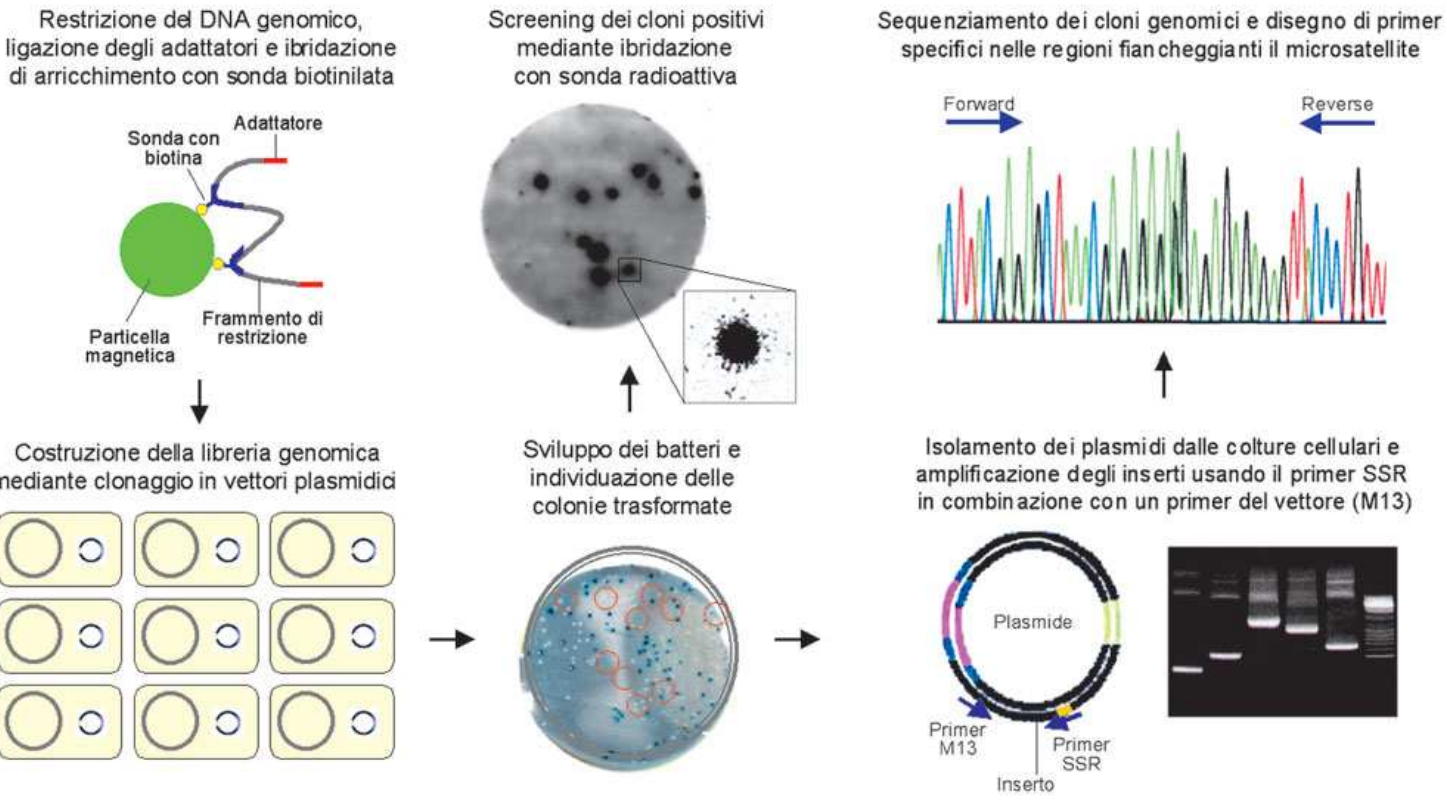 Restrizione del DNA genomico,
ligazione degli adattatori e ibridazione
di arricchimento con sonda biotinilata
Adattatore
Sonda con
biotina
Particella
magnetica
Frammento di
restrizione
Costruzione della libreria genomica
mediante clonaggio in vettori plasmidici
Screening dei cloni positivi
mediante ibridazione
con sonda radioattiva
Sviluppo dei batteri e
individuazione delle
colonie trasformate
Sequenziamento dei cloni genomici e disegno di primer
specifici nelle regioni fiancheggianti il microsatellite
Forward
Reverse
Isolamento dei plasmidi dalle colture cellulari e
amplificazione degli inserti usando il primer SSR
in combinazione con un primer del vettore (M13)
Plasmide
Primer
M13
Primer
SSR
Inserto